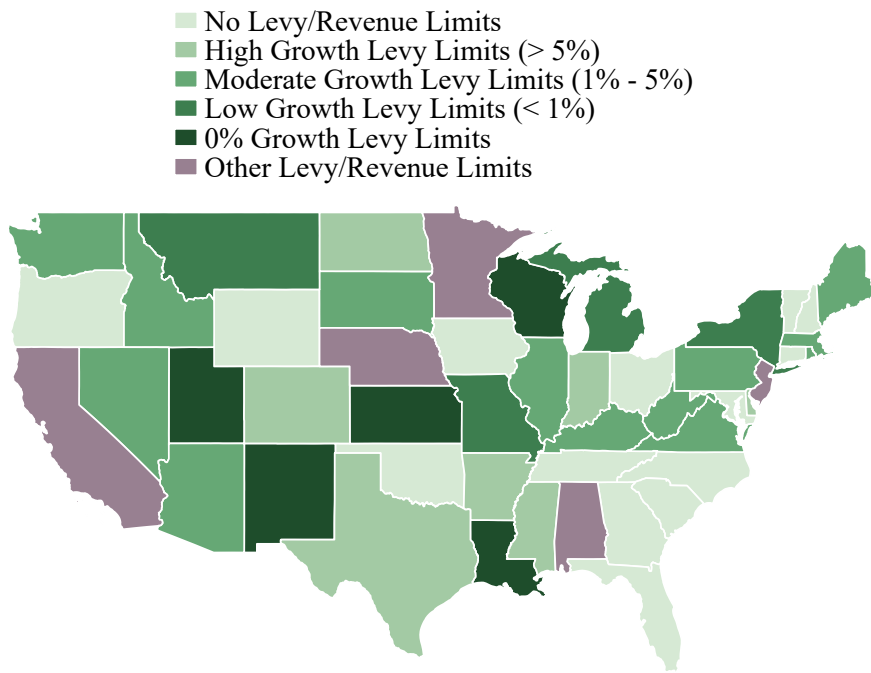 No Levy/Revenue Limits
High Growth Levy Limits (> 5%)
Moderate Growth Levy Limits (1% - 5%)
Low Growth Levy Limits (< 1%)
0% Growth Levy Limits
Other Levy/Revenue Limits